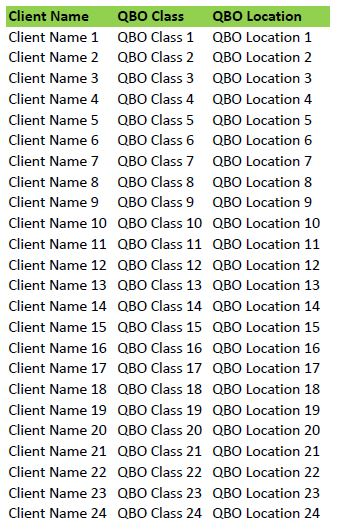 Client Name QBO Class QBO Location
Client Name 1 QBO Class 1 QBO Location 1
Client Name 2 QBO Class 2 QBO Location 2
Client Name 3 QBO Class 3 QBO Location 3
Client Name 4 QBO Class 4 QBO Location 4
Client Name 5 QBO Class 5 QBO Location 5
Client Name 6 QBO Class 6 QBO Location 6
Client Name 7 QBO Class 7 QBO Location 7
Client Name 8 QBO Class 8 QBO Location 8
Client Name 9 QBO Class 9 QBO Location 9
Client Name 10 QBO Class 10 QBO Location 10
Client Name 11 QBO Class 11 QBO Location 11
Client Name 12 QBO Class 12 QBO Location 12
Client Name 13 QBO Class 13 QBO Location 13
Client Name 14 QBO Class 14 QBO Location 14
Client Name 15 QBO Class 15 QBO Location 15
Client Name 16 QBO Class 16 QBO Location 16
Client Name 17 QBO Class 17 QBO Location 17
Client Name 18 QBO Class 18 QBO Location 18
Client Name 19 QBO Class 19 QBO Location 19
Client Name 20 QBO Class 20 QBO Location 20
Client Name 21 QBO Class 21 QBO Location 21
Client Name 22 QBO Class 22 QBO Location 22
Client Name 23 QBO Class 23 QBO Location 23
Client Name 24 QBO Class 24 QBO Location 24